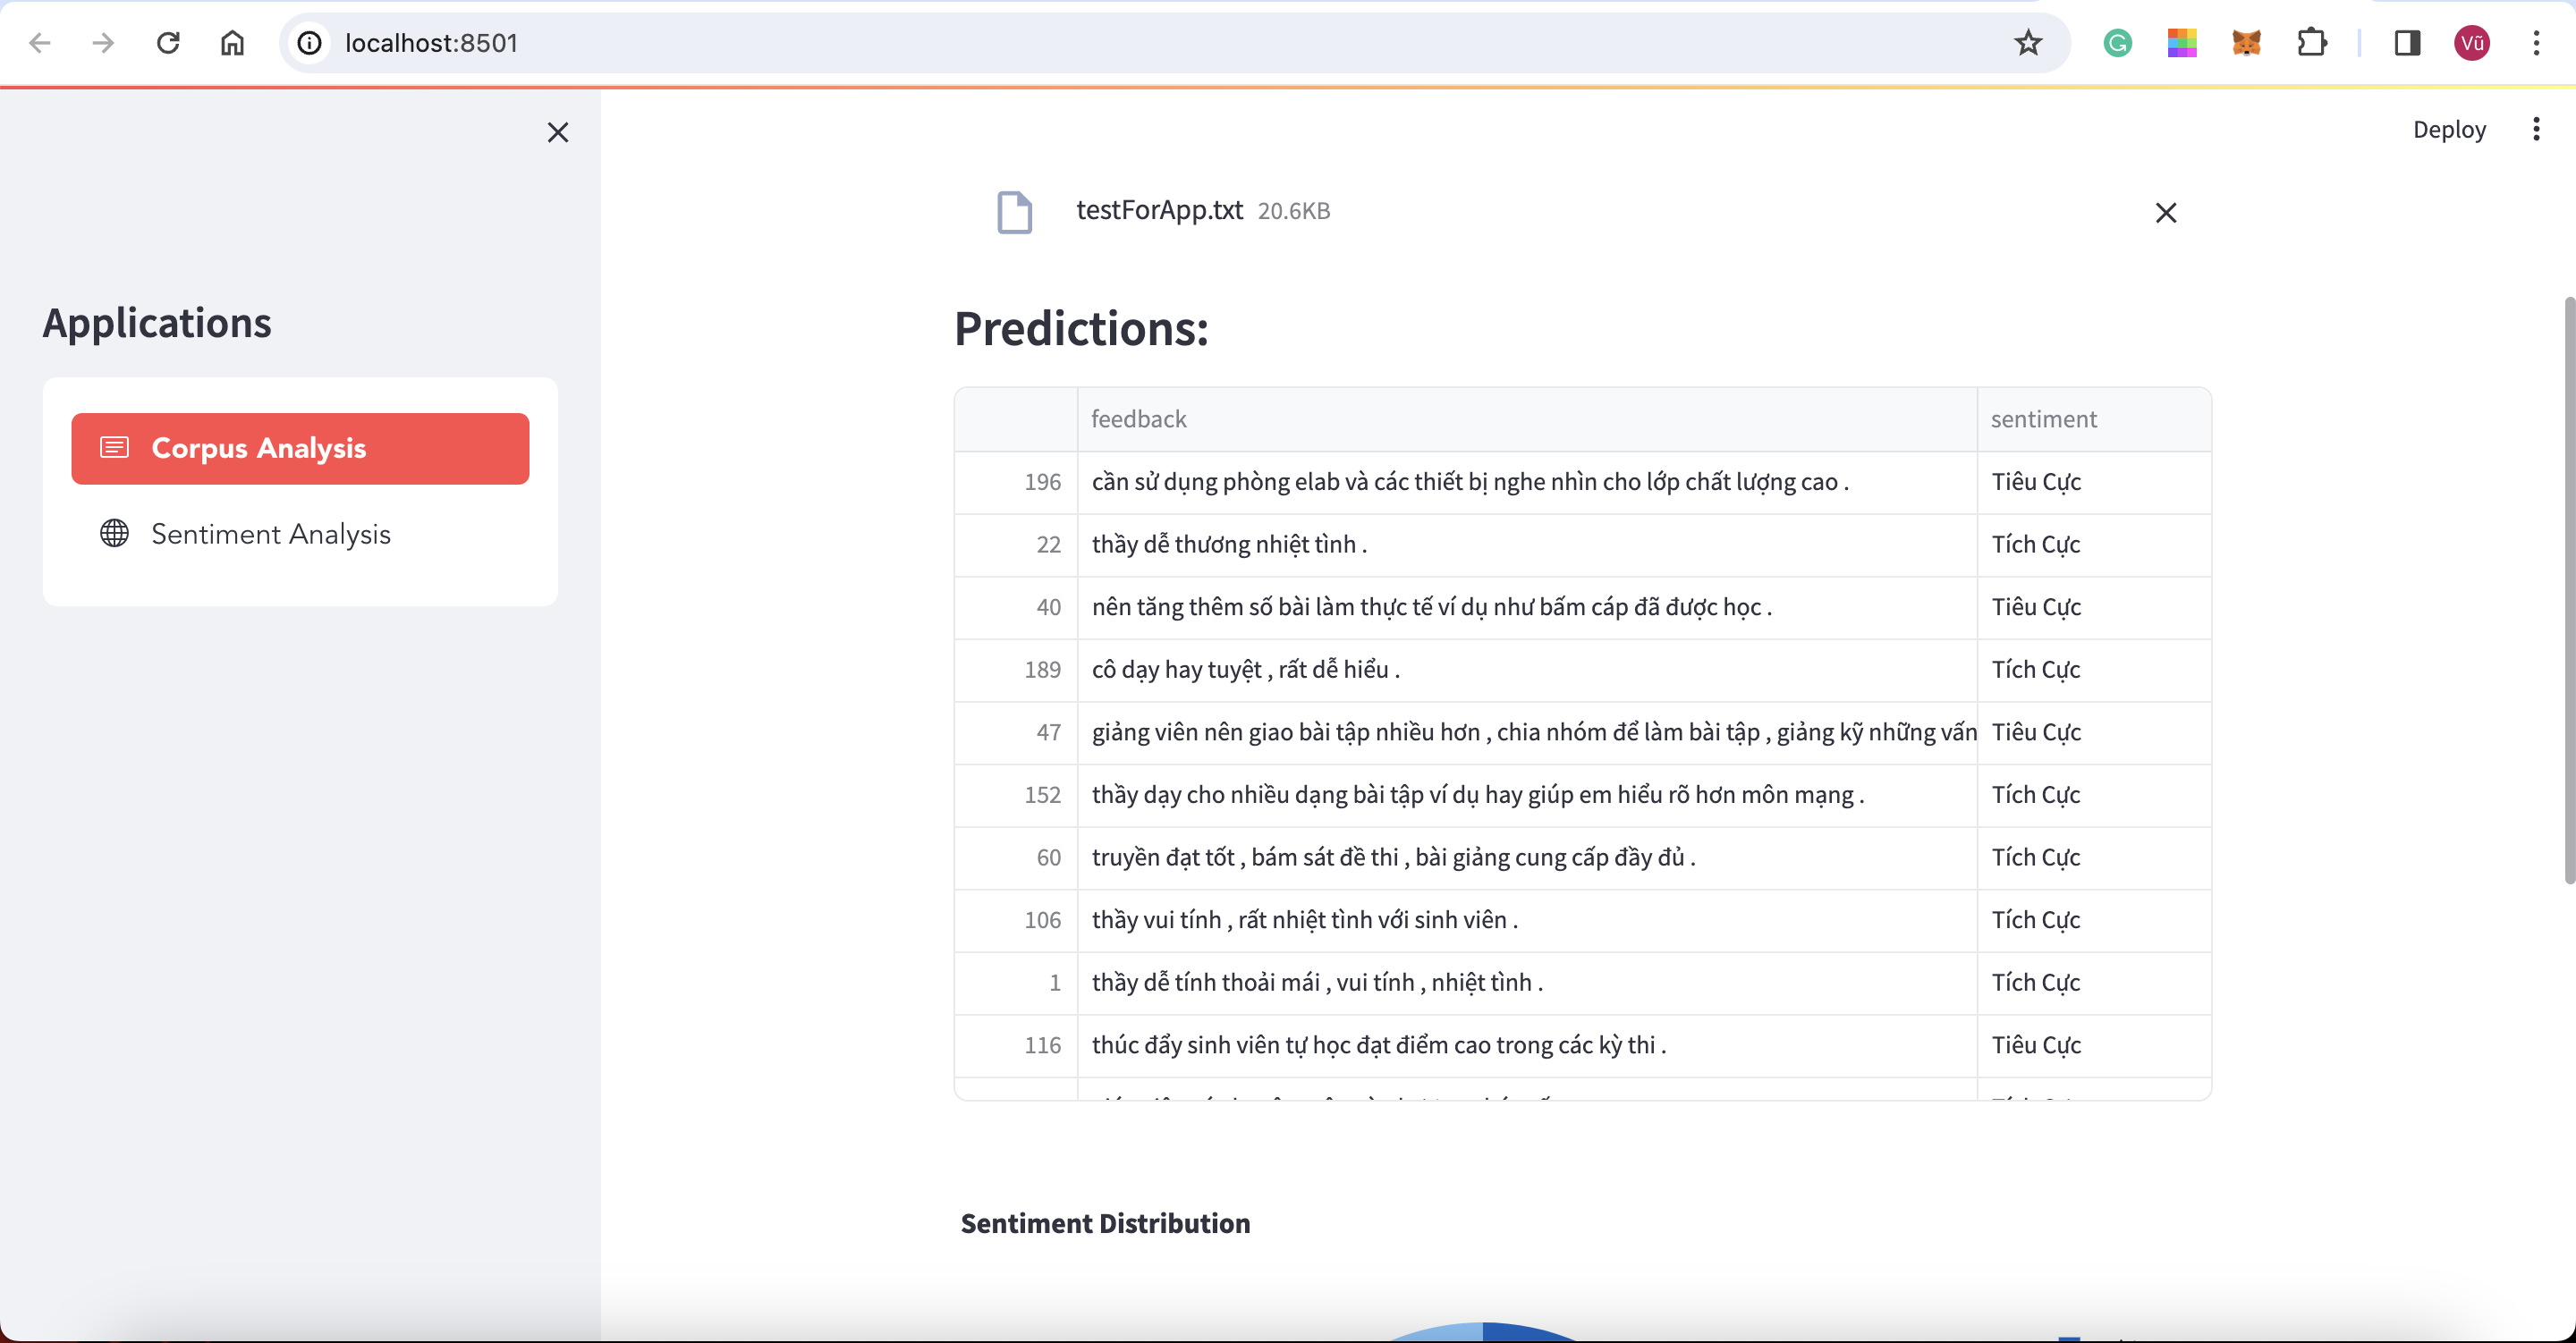 localhost:8501
Vũ
Deploy
testForApp.txt 20.6KB
Applications
Corpus Analysis
Sentiment Analysis
Predictions:
feedback sentiment
196 cần sử dụng phòng elab và các thiết bị nghe nhìn cho lớp chất lượng cao . Tiêu Cực
22 thầy dễ thương nhiệt tình . Tích Cực
40 nên tăng thêm số bài làm thực tế ví dụ như bấm cáp đã được học . Tiêu Cực
189 cô dạy hay tuyệt , rất dễ hiểu . Tích Cực
47 giảng viên nên giao bài tập nhiều hơn , chia nhóm để làm bài tập , giảng kỹ những vấn Tiêu Cực
152 thầy dạy cho nhiều dạng bài tập ví dụ hay giúp em hiểu rõ hơn môn mạng . Tích Cực
60 truyền đạt tốt , bám sát đề thi , bài giảng cung cấp đầy đủ . Tích Cực
106 thầy vui tính , rất nhiệt tình với sinh viên . Tích Cực
1 thầy dễ tính thoải mái , vui tính , nhiệt tình . Tích Cực
116 thúc đẩy sinh viên tự học đạt điểm cao trong các kỳ thi . Tiêu Cực
Sentiment Distribution